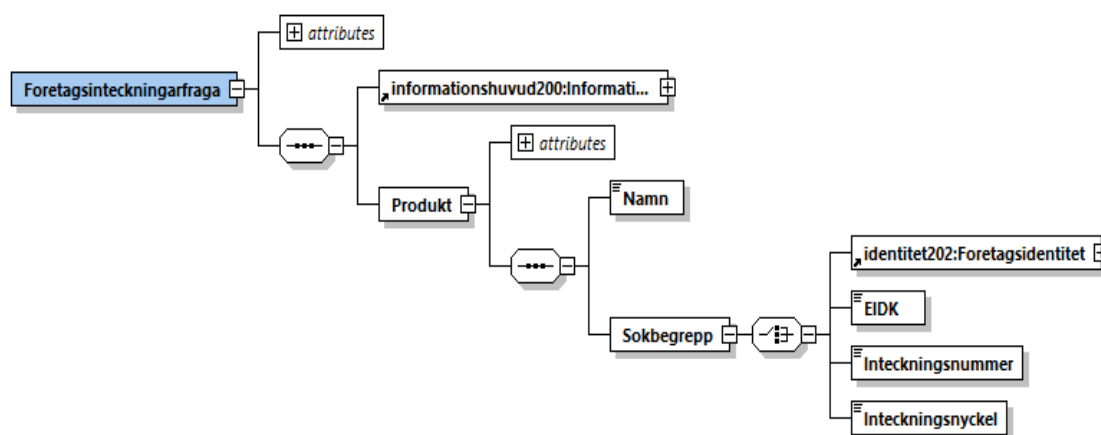 attributes
Foretagsinteckningarfraga
informationshuvud200:Informati...
attributes
Produkt
Namn
identitet202:Foretagsidentitet
EIDK
Sokbegrepp
Inteckningsnummer
Inteckningsnyckel